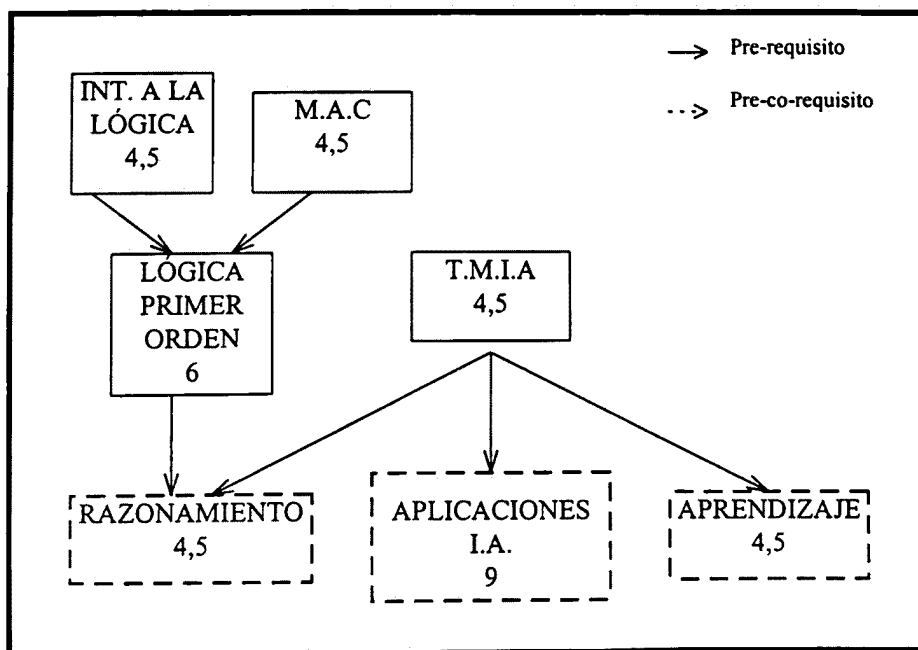 Pre-requisito
Pre-co-requisito
INT. A LA
LÓGICA
4,5
M.A.C
4,5
LÓGICA
PRIMER
ORDEN
6
T.M.I.A
4,5
RAZONAMIENTO
4,5
APLICACIONES
I.A.
9
APRENDIZAJE
4,5